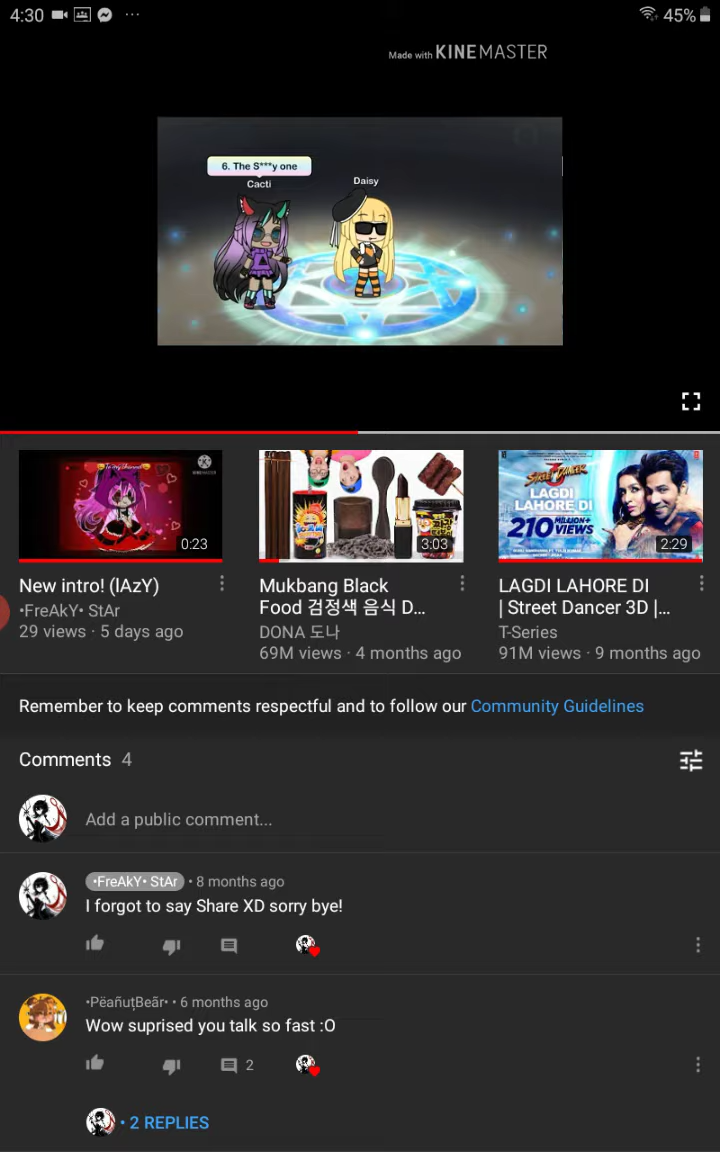 4:30
45%
Made with KINEMASTER
6. The S***y one
Cacti
Daisy
0:23
3:03
STREET DANCER
LAGDI
LAHORE DI
210 MILLION+
VIEWS
2:29
New intro! (lAzY)
•FreAkY• StAr
29 views · 5 days ago
Mukbang Black
Food 검정색 음식 D...
DONA 도나
69M views · 4 months ago
LAGDI LAHORE DI
| Street Dancer 3D |...
T-Series
91M views · 9 months ago
Remember to keep comments respectful and to follow our Community Guidelines
Comments 4
Add a public comment...
•FreAkY• StAr • 8 months ago
I forgot to say Share XD sorry bye!
•PëañuțBeãr• • 6 months ago
Wow suprised you talk so fast :O
2
• 2 REPLIES